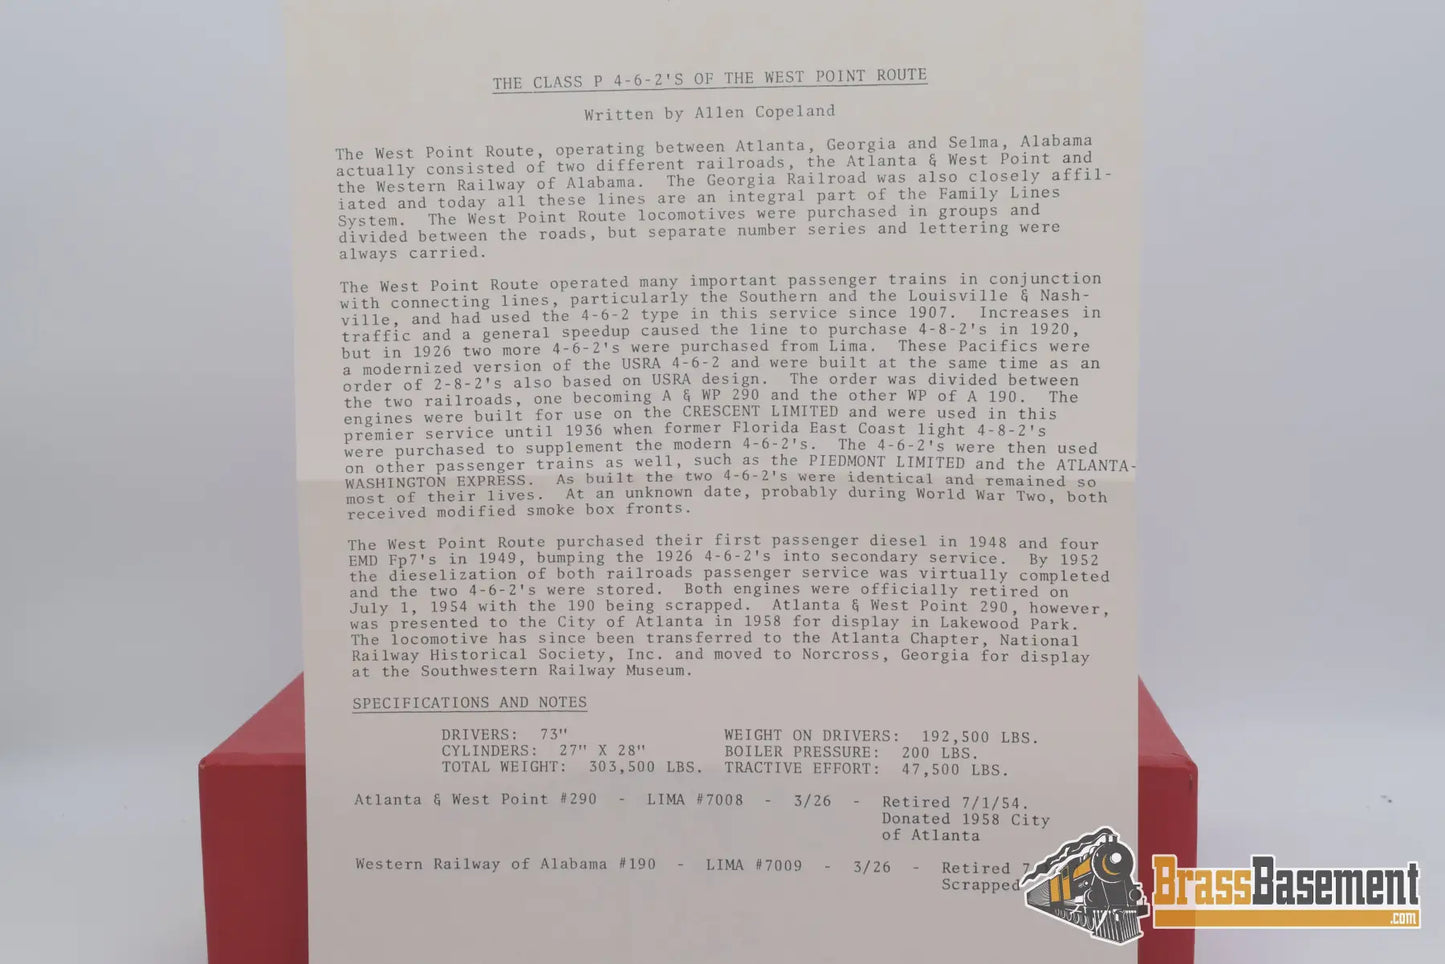 THE CLASS P 4-6-2'S OF THE WEST POINT ROUTE
Written by Allen Copeland
The West Point Route, operating between Atlanta, Georgia and Selma, Alabama
actually consisted of two different railroads, the Atlanta & West Point and
the Western Railway of Alabama. The Georgia Railroad was also closely affil-
iated and today all these lines are an integral part of the Family Lines
System. The West Point Route locomotives were purchased in groups and
divided between the roads, but separate number series and lettering were
always carried.
The West Point Route operated many important passenger trains in conjunction
with connecting lines, particularly the Southern and the Louisville & Nash-
ville, and had used the 4-6-2 type in this service since 1907. Increases in
traffic and a general speedup caused the line to purchase 4-8-2's in 1920,
but in 1926 two more 4-6-2's were purchased from Lima. These Pacifics were
a modernized version of the USRA 4-6-2 and were built at the same time as an
order of 2-8-2's also based on USRA design. The order was divided between
the two railroads, one becoming A & WP 290 and the other WP of A 190. The
engines were built for use on the CRESCENT LIMITED and were used in this
premier service until 1936 when former Florida East Coast light 4-8-2's
were purchased to supplement the modern 4-6-2's. The 4-6-2's were then used
on other passenger trains as well, such as the PIEDMONT LIMITED and the ATLANTA-
WASHINGTON EXPRESS. As built the two 4-6-2's were identical and remained so
most of their lives. At an unknown date, probably during World War Two, both
received modified smoke box fronts.
The West Point Route purchased their first passenger diesel in 1948 and four
EMD Fp7's in 1949, bumping the 1926 4-6-2's into secondary service. By 1952
the dieselization of both railroads passenger service was virtually completed
and the two 4-6-2's were stored. Both engines were officially retired on
July 1, 1954 with the 190 being scrapped. Atlanta & West Point 290, however,
was presented to the City of Atlanta in 1958 for display in Lakewood Park.
The locomotive has since been transferred to the Atlanta Chapter, National
Railway Historical Society, Inc. and moved to Norcross, Georgia for display
at the Southwestern Railway Museum.
SPECIFICATIONS AND NOTES
DRIVERS: 73" WEIGHT ON DRIVERS: 192,500 LBS.
CYLINDERS: 27" X 28" BOILER PRESSURE: 200 LBS.
TOTAL WEIGHT: 303,500 LBS. TRACTIVE EFFORT: 47,500 LBS.
Atlanta & West Point #290 - LIMA #7008 - 3/26 - Retired 7/1/54.
Donated 1958 City
of Atlanta
Western Railway of Alabama #190 - LIMA #7009 - 3/26 - Retired
Scrapped
BrassBasement
.com